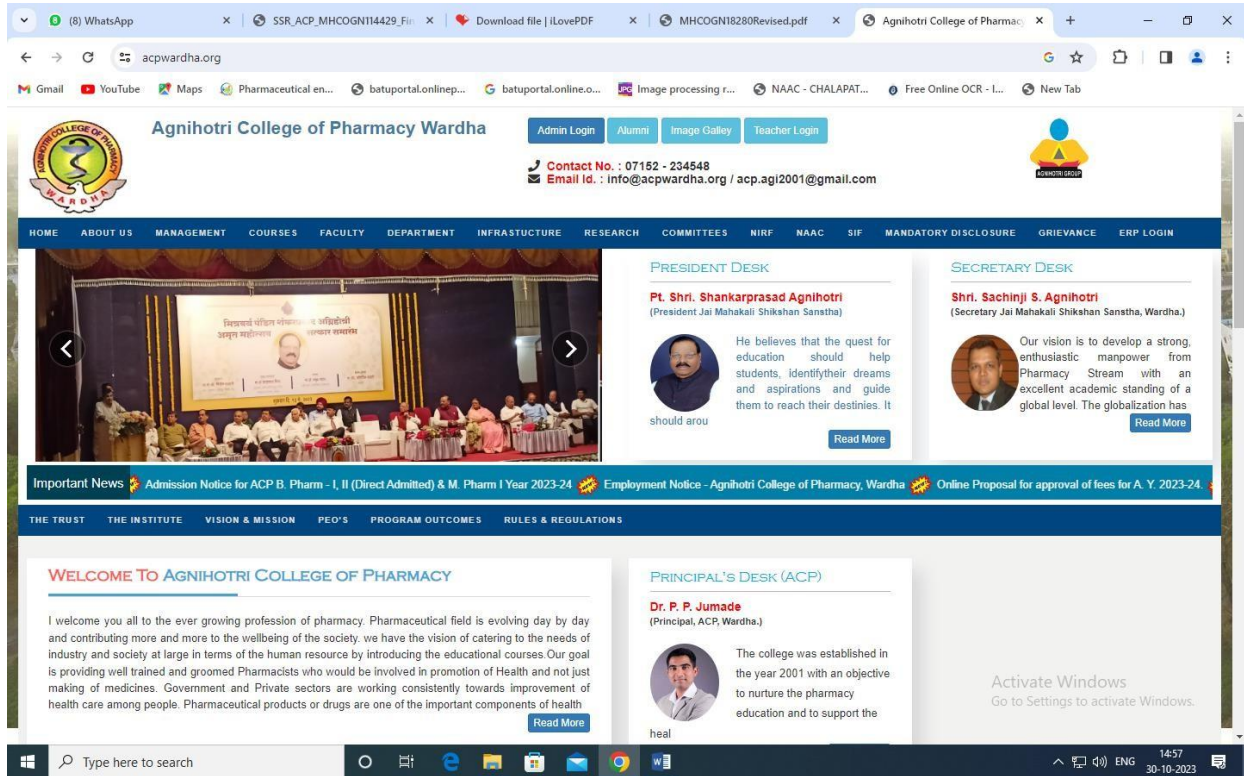 (8) WhatsApp
SSR_ACP_MHCOGN114429_Fin
Download file | iLovePDF
MHCOGN18280Revised.pdf
Agnihotri College of Pharmacy
acpwardha.org
Gmail YouTube Maps Pharmaceutical en... batuportal.onlinep... batuportal.online.o... Image processing r... NAAC - CHALAPAT... Free Online OCR - I... New Tab
AGNIHOTRI COLLEGE OF PHARMACY
WARDHA
Agnihotri College of Pharmacy Wardha
Admin Login Alumni Image Galley Teacher Login
Contact No. : 07152 - 234548
Email Id. : info@acpwardha.org / acp.agi2001@gmail.com
AGNIHOTRI GROUP
HOME ABOUT US MANAGEMENT COURSES FACULTY DEPARTMENT INFRASTUCTURE RESEARCH COMMITTEES NIRF NAAC SIF MANDATORY DISCLOSURE GRIEVANCE ERP LOGIN
अमृत महोत्सव
PRESIDENT DESK
Pt. Shri. Shankarprasad Agnihotri
(President Jai Mahakali Shikshan Sanstha)
He believes that the quest for
education should help
students, identifytheir dreams
and aspirations and guide
them to reach their destinies. It
should arou
Read More
SECRETARY DESK
Shri. Sachinji S. Agnihotri
(Secretary Jai Mahakali Shikshan Sanstha, Wardha.)
Our vision is to develop a strong,
enthusiastic manpower from
Pharmacy Stream with an
excellent academic standing of a
global level. The globalization has
Read More
Important News Admission Notice for ACP B. Pharm - I, II (Direct Admitted) & M. Pharm I Year 2023-24 Employment Notice - Agnihotri College of Pharmacy, Wardha Online Proposal for approval of fees for A. Y. 2023-24.
THE TRUST THE INSTITUTE VISION & MISSION PEO'S PROGRAM OUTCOMES RULES & REGULATIONS
WELCOME TO AGNIHOTRI COLLEGE OF PHARMACY
I welcome you all to the ever growing profession of pharmacy. Pharmaceutical field is evolving day by day
and contributing more and more to the wellbeing of the society. we have the vision of catering to the needs of
industry and society at large in terms of the human resource by introducing the educational courses.Our goal
is providing well trained and groomed Pharmacists who would be involved in promotion of Health and not just
making of medicines. Government and Private sectors are working consistently towards improvement of
health care among people. Pharmaceutical products or drugs are one of the important components of health
Read More
PRINCIPAL'S DESK (ACP)
Dr. P. P. Jumade
(Principal, ACP, Wardha.)
The college was established in
the year 2001 with an objective
to nurture the pharmacy
education and to support the
heal
Activate Windows
Go to Settings to activate Windows.
Type here to search
ENG
14:57
30-10-2023